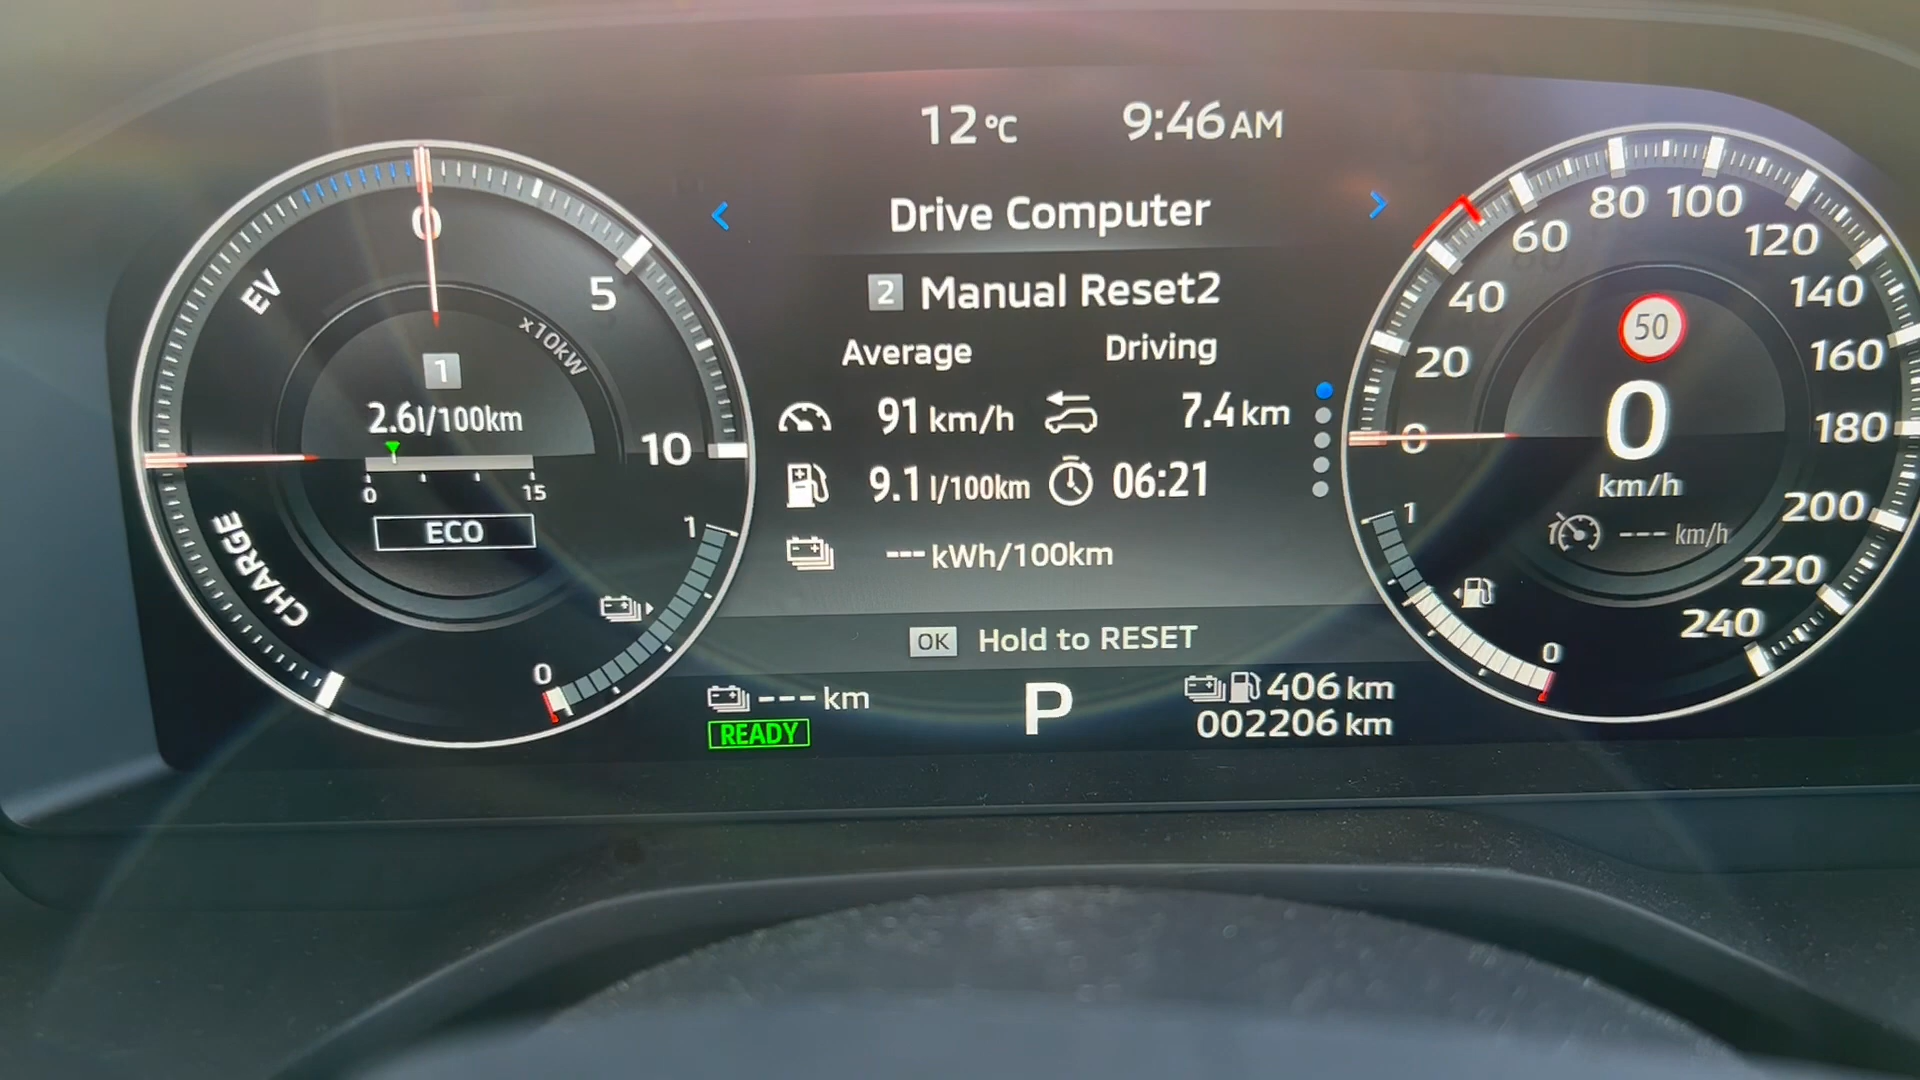 12 °C 9:46 AM
Drive Computer
2 Manual Reset2
Average Driving
91 km/h 7.4 km
9.1 l/100km 06:21
--- kWh/100km
OK Hold to RESET
--- km
READY
P
406 km
002206 km
EV
CHARGE
0
5
10
x10kW
1
2.6l/100km
0 15
ECO
1
0
0
20
40
60
80
100
120
140
160
180
200
220
240
50
0
km/h
--- km/h
1
0